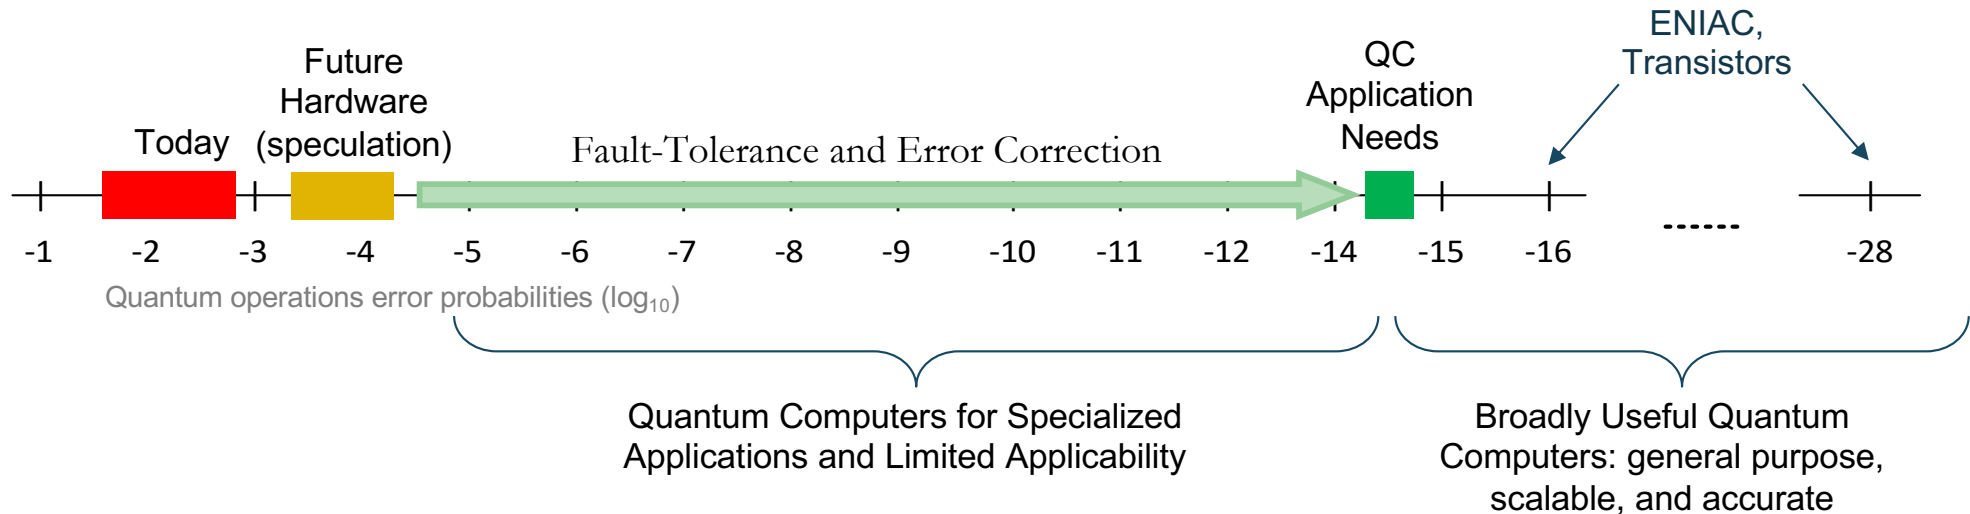 ENIAC,
Transistors
QC
Application
Needs
Future
Hardware
(speculation)
Today
Fault-Tolerance and Error Correction
-1 -2 -3 -4 -5 -6 -7 -8 -9 -10 -11 -12 -14 -15 -16 ...... -28
Quantum operations error probabilities (log10)
Quantum Computers for Specialized
Applications and Limited Applicability
Broadly Useful Quantum
Computers: general purpose,
scalable, and accurate